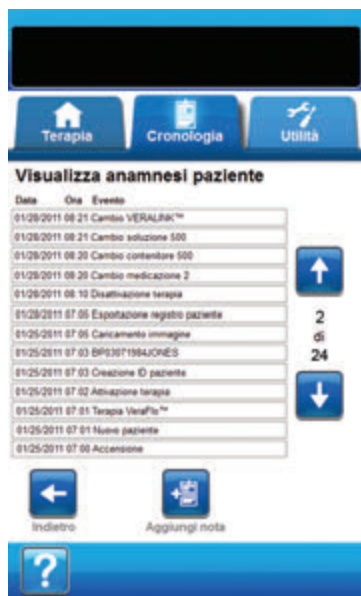 Terapia
Cronologia
Utilità
Visualizza anamnesi paziente
Data Ora Evento
01/28/2011 08:21 Cambio VERALINK™
01/28/2011 08:21 Cambio soluzione 500
01/28/2011 08:20 Cambio contenitore 500
01/28/2011 08:20 Cambio medicazione 2
01/28/2011 08:10 Disattivazione terapia
01/28/2011 07:05 Esportazione registro paziente
01/25/2011 07:05 Caricamento immagine
01/25/2011 07:03 BP03071984JONES
01/25/2011 07:03 Creazione ID paziente
01/25/2011 07:02 Attivazione terapia
01/25/2011 07:01 Terapia VeraFlo™
01/25/2011 07:01 Nuovo paziente
01/25/2011 07:00 Accensione
2
di
24
Indietro
Aggiungi nota
?